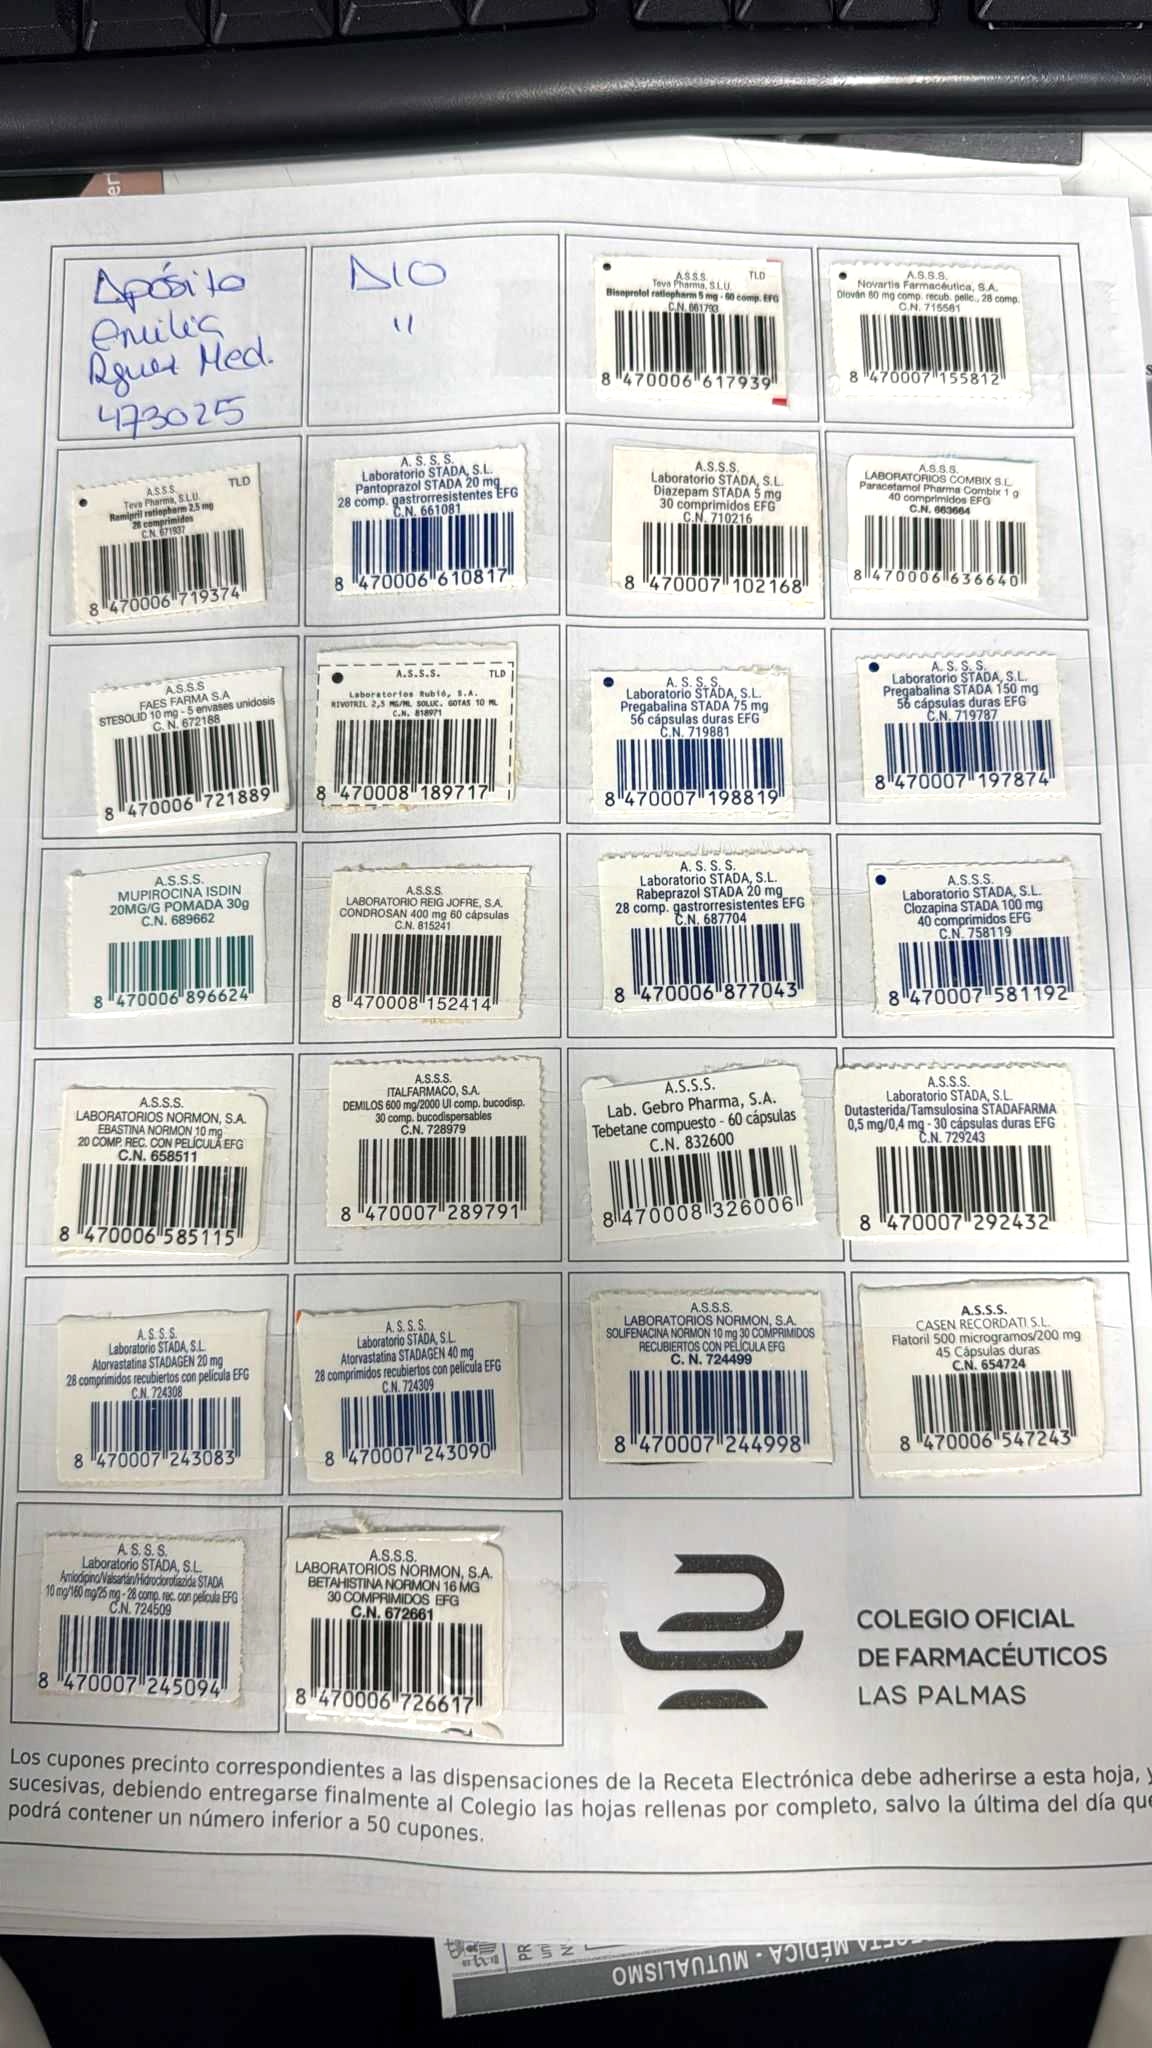 Apósito
Emilia
Rguez Med.
473025
DIO
"
A.S.S.S. TLD
Teva Pharma, S.L.U.
Bisoprolol ratiopharm 5 mg - 60 comp. EFG
C.N. 661793
8 470006 617939
A.S.S.S.
Novartis Farmacéutica, S.A.
Diován 80 mg comp. recub. pelic., 28 comp.
C.N. 715581
8 470007 155812
A.S.S.S. TLD
Teva Pharma, S.L.U.
Ramipril ratiopharm 2,5 mg
28 comprimidos
C.N. 671937
8 470006 719374
A. S. S. S.
Laboratorio STADA, S.L.
Pantoprazol STADA 20 mg
28 comp. gastrorresistentes EFG
C.N. 661081
8 470006 610817
A.S.S.S.
Laboratorio STADA, S.L.
Diazepam STADA 5 mg
30 comprimidos EFG
C.N. 710216
8 470007 102168
A.S.S.S.
LABORATORIOS COMBIX S.L.
Paracetamol Pharma Combix 1 g
40 comprimidos EFG
C.N. 663664
8 470006 636640
A.S.S.S
FAES FARMA S.A
STESOLID 10 mg - 5 envases unidosis
C. N. 672188
8 470006 721889
A.S.S.S. TLD
Laboratorios Rubió, S.A.
RIVOTRIL 2,5 MG/ML SOLUC. GOTAS 10 ML
C.N. 818971
8 470008 189717
A. S. S. S.
Laboratorio STADA, S.L.
Pregabalina STADA 75 mg
56 cápsulas duras EFG
C.N. 719881
8 470007 198819
A. S. S. S.
Laboratorio STADA, S.L.
Pregabalina STADA 150 mg
56 cápsulas duras EFG
C.N. 719787
8 470007 197874
A.S.S.S.
MUPIROCINA ISDIN
20MG/G POMADA 30g
C.N. 689662
8 470006 896624
A.S.S.S.
LABORATORIO REIG JOFRE, S.A.
CONDROSAN 400 mg 60 cápsulas
C.N. 815241
8 470008 152414
A. S. S. S.
Laboratorio STADA, S.L.
Rabeprazol STADA 20 mg
28 comp. gastrorresistentes EFG
C.N. 687704
8 470006 877043
A.S.S.S.
Laboratorio STADA, S.L.
Clozapina STADA 100 mg
40 comprimidos EFG
C.N. 758119
8 470007 581192
A.S.S.S.
LABORATORIOS NORMON, S.A.
EBASTINA NORMON 10 mg
20 COMP. REC. CON PELÍCULA EFG
C.N. 658511
8 470006 585115
A.S.S.S.
ITALFARMACO, S.A.
DEMILOS 600 mg/2000 UI comp. bucodisp.
30 comp. bucodispersables
C.N. 728979
8 470007 289791
A.S.S.S.
Lab. Gebro Pharma, S.A.
Tebetane compuesto - 60 cápsulas
C.N. 832600
8 470008 326006
A.S.S.S.
Laboratorio STADA, S.L.
Dutasterida/Tamsulosina STADAFARMA
0,5 mg/0,4 mg - 30 cápsulas duras EFG
C.N. 729243
8 470007 292432
A. S. S. S.
Laboratorio STADA, S.L.
Atorvastatina STADAGEN 20 mg
28 comprimidos recubiertos con película EFG
C.N. 724308
8 470007 243083
A. S. S. S.
Laboratorio STADA, S.L.
Atorvastatina STADAGEN 40 mg
28 comprimidos recubiertos con película EFG
C.N. 724309
8 470007 243090
A.S.S.S.
LABORATORIOS NORMON, S.A.
SOLIFENACINA NORMON 10 mg 30 COMPRIMIDOS
RECUBIERTOS CON PELÍCULA EFG
C. N. 724499
8 470007 244998
A.S.S.S.
CASEN RECORDATI S.L.
Flatoril 500 microgramos/200 mg
45 Cápsulas duras
C.N. 654724
8 470006 547243
A. S. S. S.
Laboratorio STADA, S.L.
Amlodipino/Valsartán/Hidroclorotiazida STADA
10 mg/160 mg/25 mg - 28 comp. rec. con película EFG
C.N. 724509
8 470007 245094
A.S.S.S.
LABORATORIOS NORMON, S.A.
BETAHISTINA NORMON 16 MG
30 COMPRIMIDOS EFG
C.N. 672661
8 470006 726617
COLEGIO OFICIAL
DE FARMACÉUTICOS
LAS PALMAS
Los cupones precinto correspondientes a las dispensaciones de la Receta Electrónica debe adherirse a esta hoja, y
sucesivas, debiendo entregarse finalmente al Colegio las hojas rellenas por completo, salvo la última del día que
podrá contener un número inferior a 50 cupones.
RECETA MÉDICA - MUTUALISMO